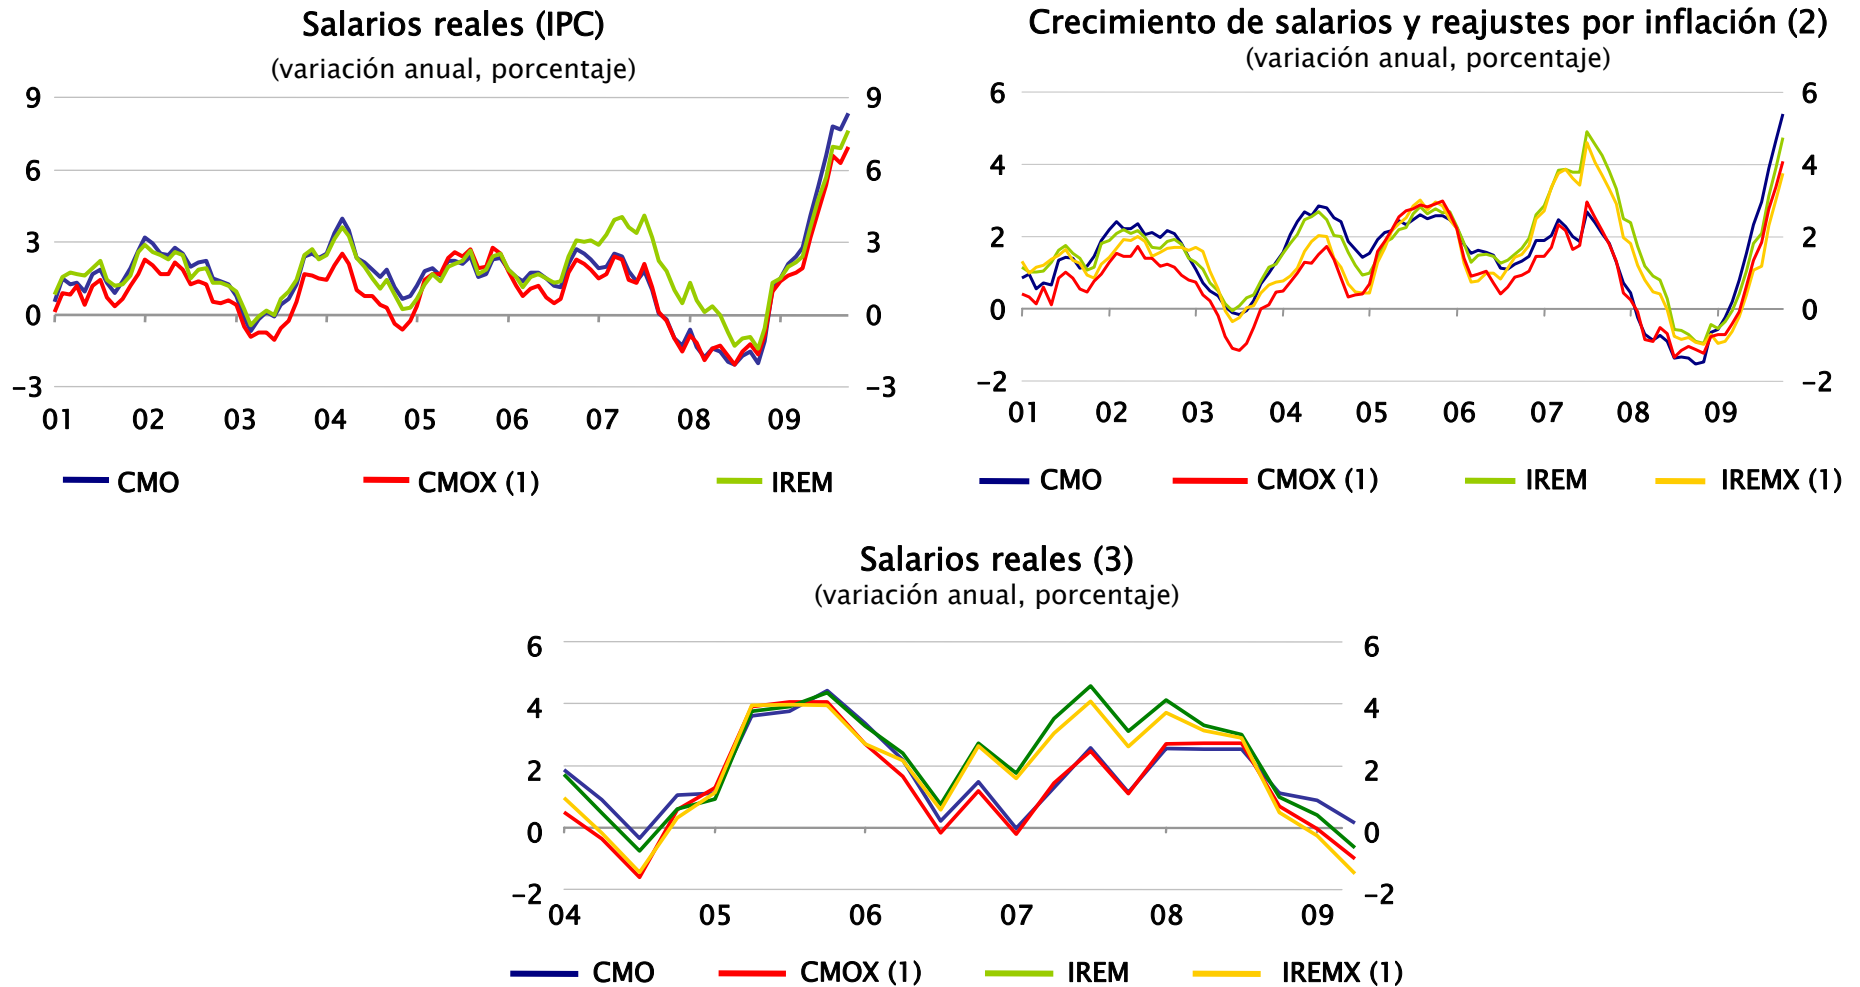 Salarios reales (IPC)
(variación anual, porcentaje)
9 9
6 6
3 3
0 0
−3 −3
01 02 03 04 05 06 07 08 09
CMO CMOX (1) IREM
Crecimiento de salarios y reajustes por inflación (2)
(variación anual, porcentaje)
6 6
4 4
2 2
0 0
−2 −2
01 02 03 04 05 06 07 08 09
CMO CMOX (1) IREM IREMX (1)
Salarios reales (3)
(variación anual, porcentaje)
6 6
4 4
2 2
0 0
−2 −2
04 05 06 07 08 09
CMO CMOX (1) IREM IREMX (1)